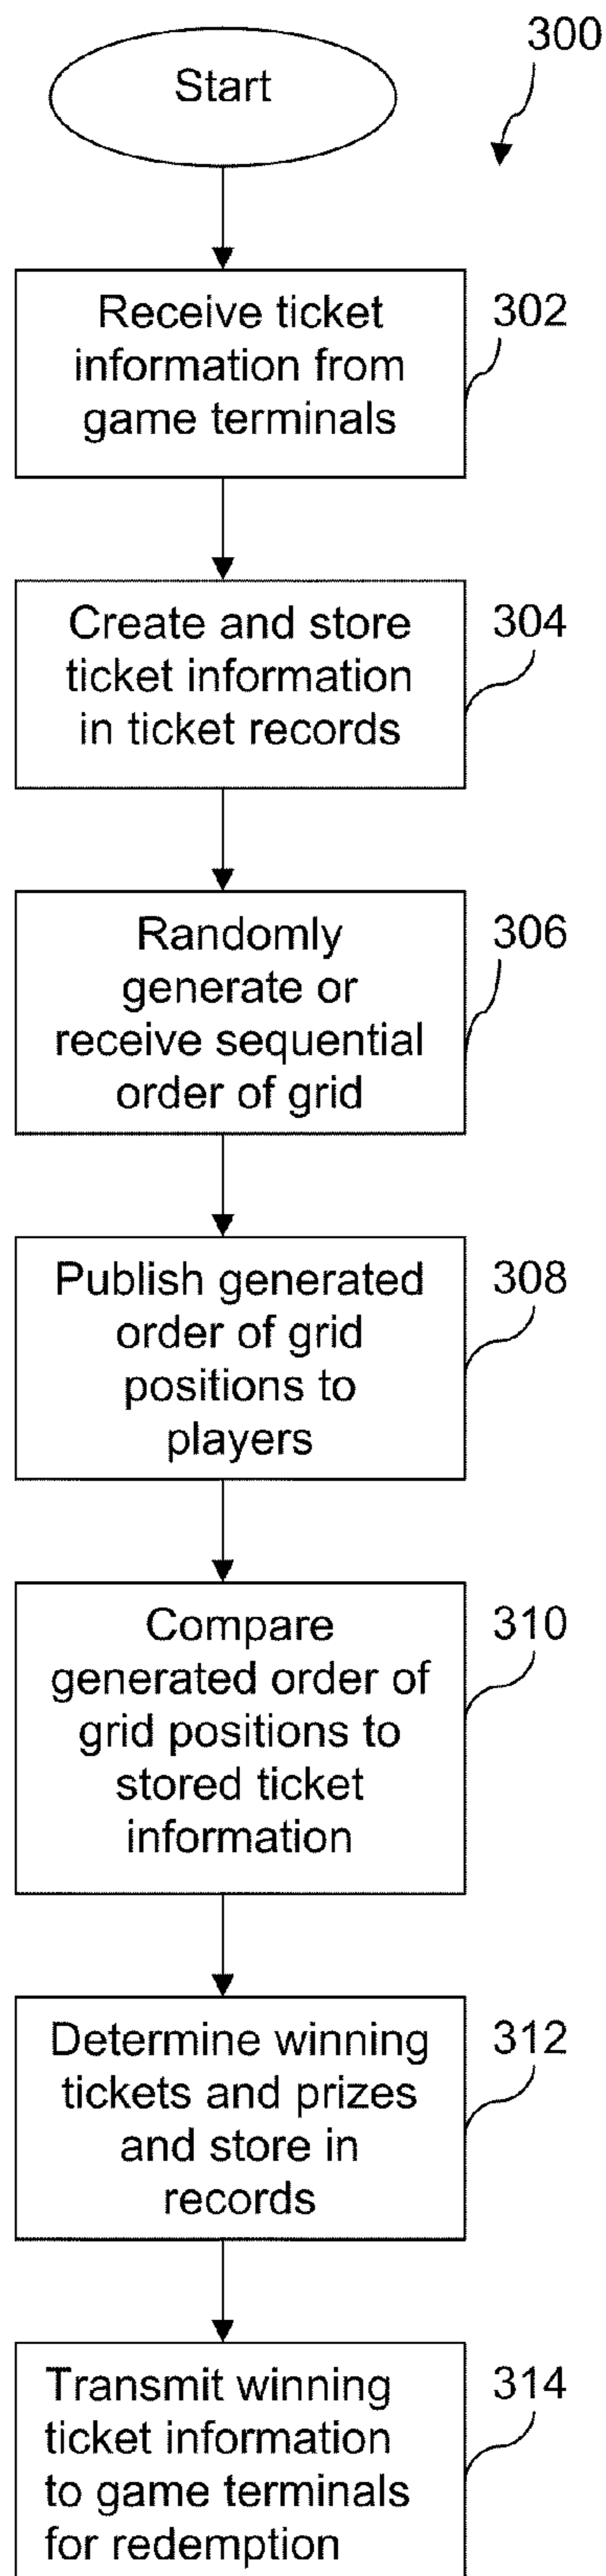 300
Start
Receive ticket
information from
game terminals
302
Create and store
ticket information
in ticket records
304
Randomly
generate or
receive sequential
order of grid
306
Publish generated
order of grid
positions to
players
308
Compare
generated order of
grid positions to
stored ticket
information
310
Determine winning
tickets and prizes
and store in
records
312
Transmit winning
ticket information
to game terminals
for redemption
314